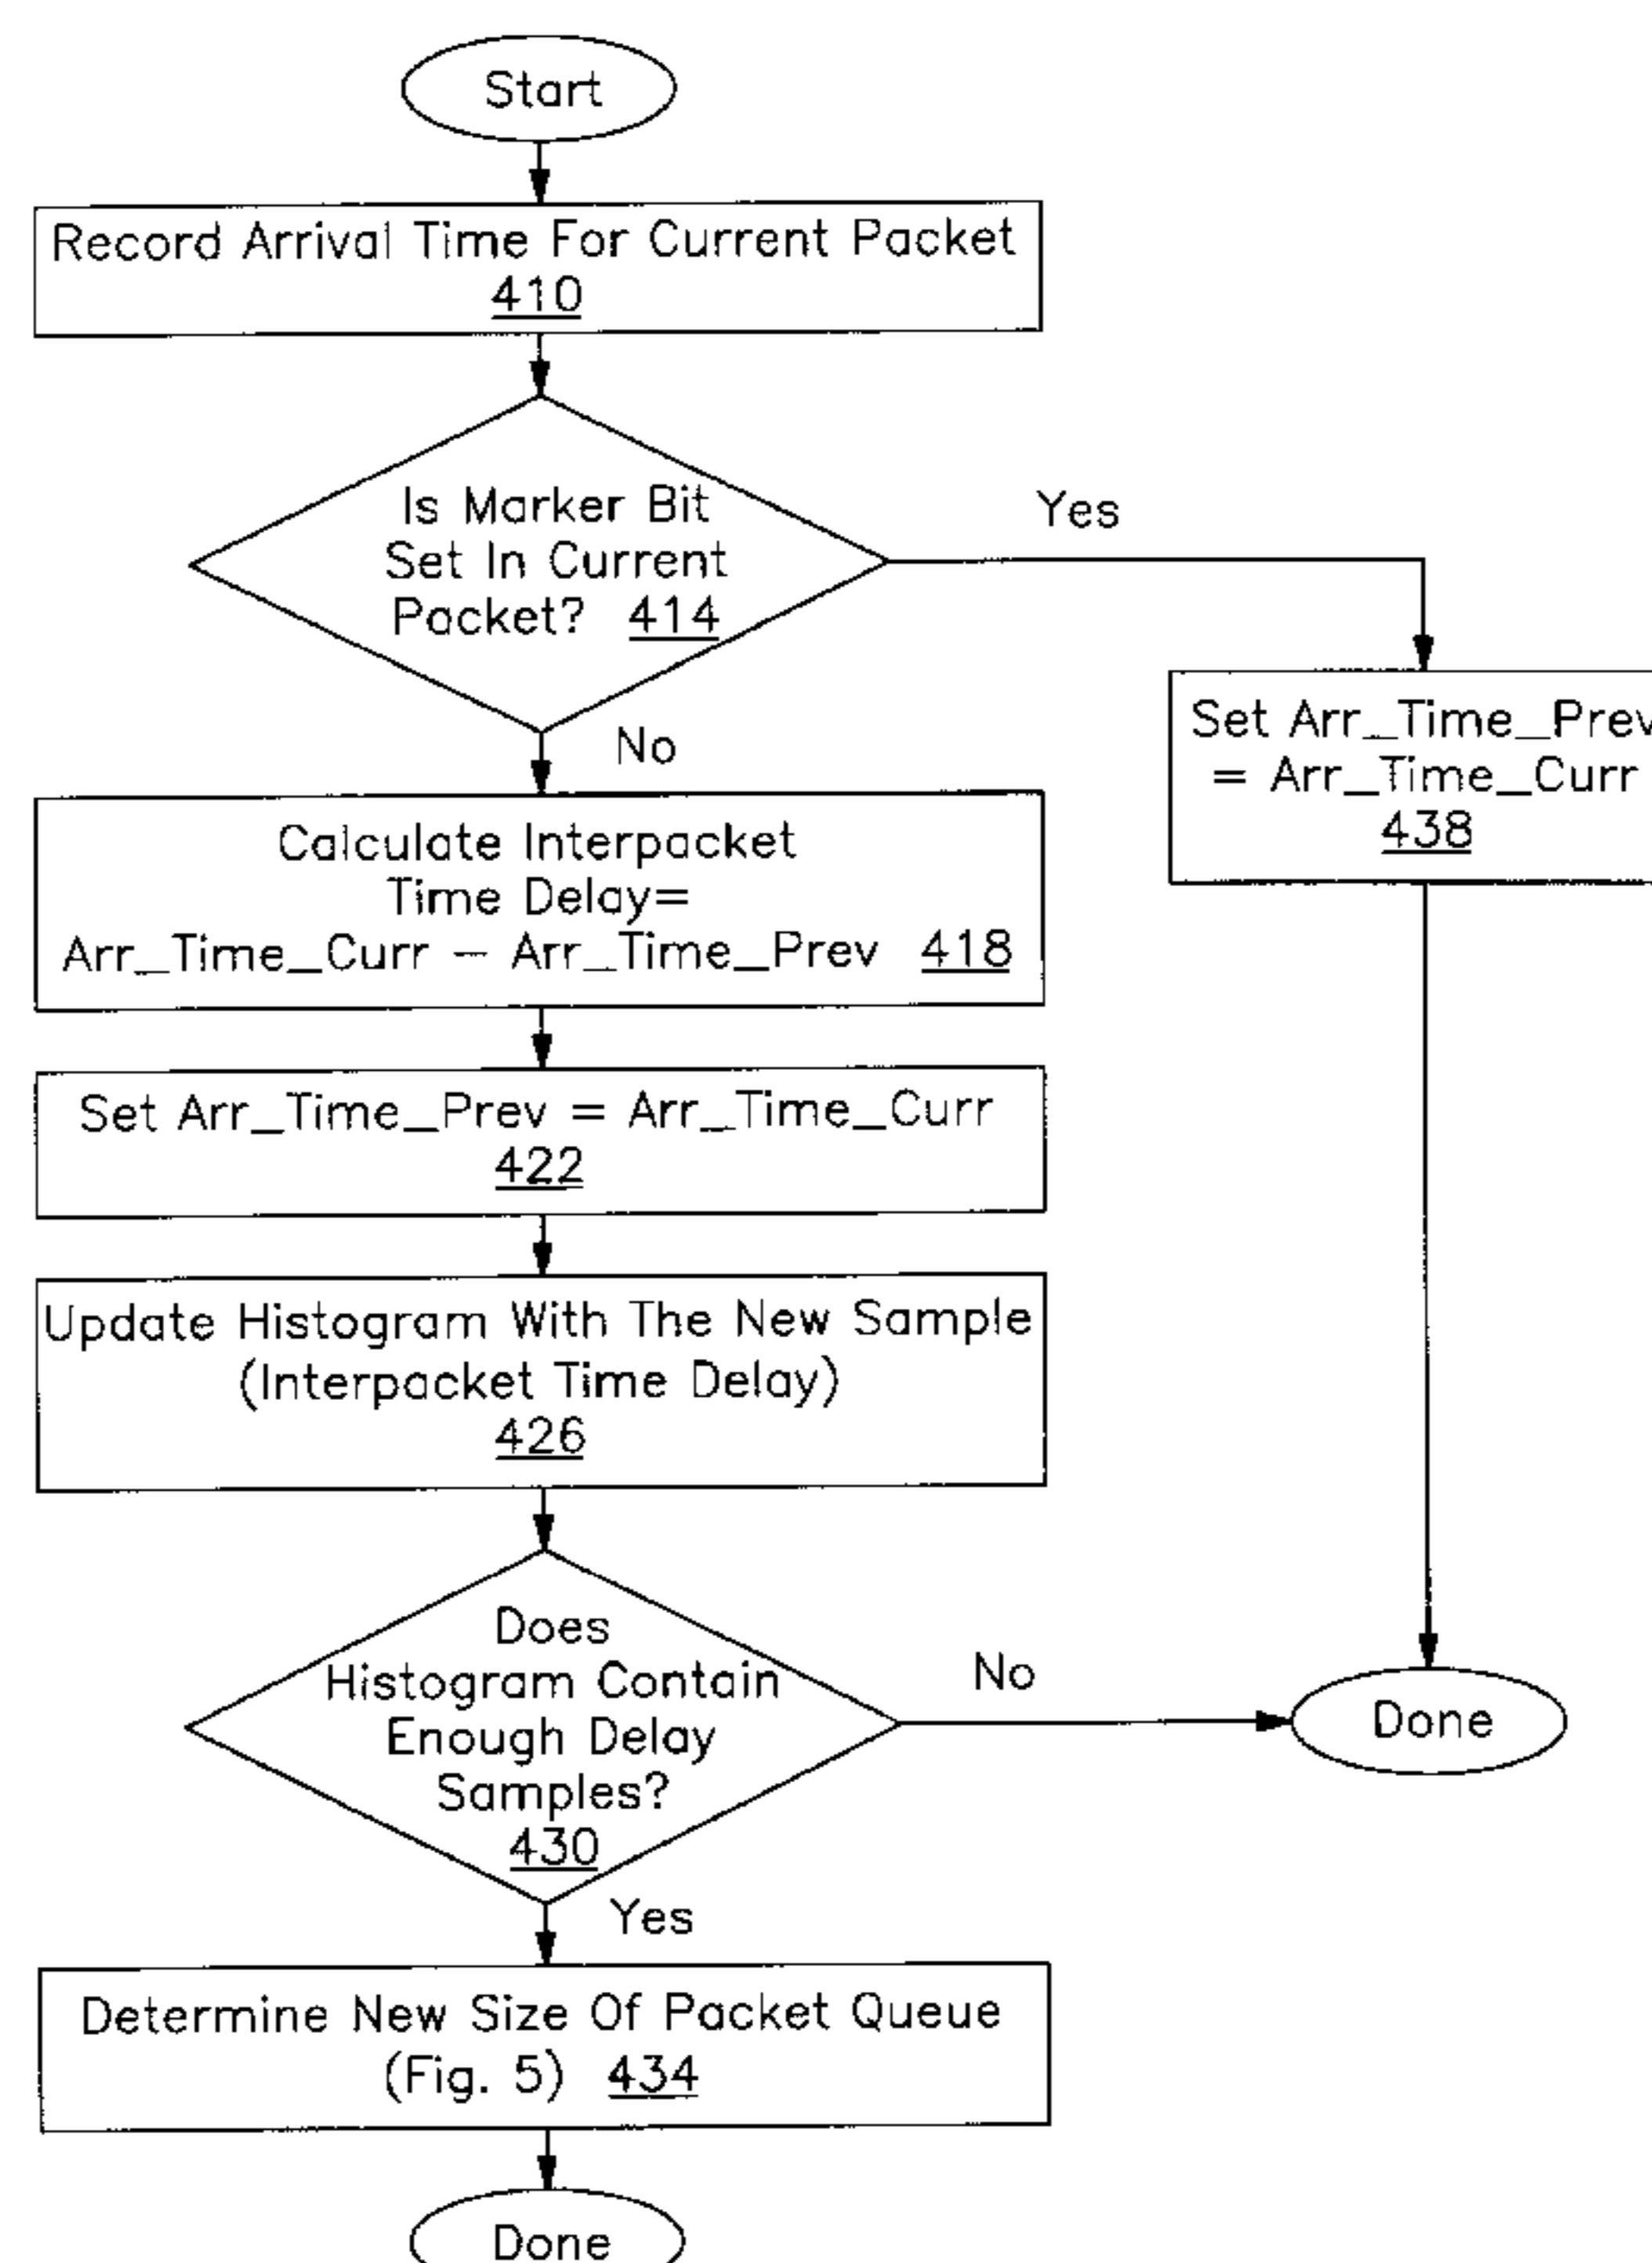 Start
Record Arrival Time For Current Packet
410
Is Marker Bit
Set In Current
Packet? 414
Yes
No
Set Arr_Time_Prev
= Arr_Time_Curr
438
Calculate Interpacket
Time Delay=
Arr_Time_Curr – Arr_Time_Prev 418
Set Arr_Time_Prev = Arr_Time_Curr
422
Update Histogram With The New Sample
(Interpacket Time Delay)
426
Does
Histogram Contain
Enough Delay
Samples?
430
No
Done
Yes
Determine New Size Of Packet Queue
(Fig. 5) 434
Done